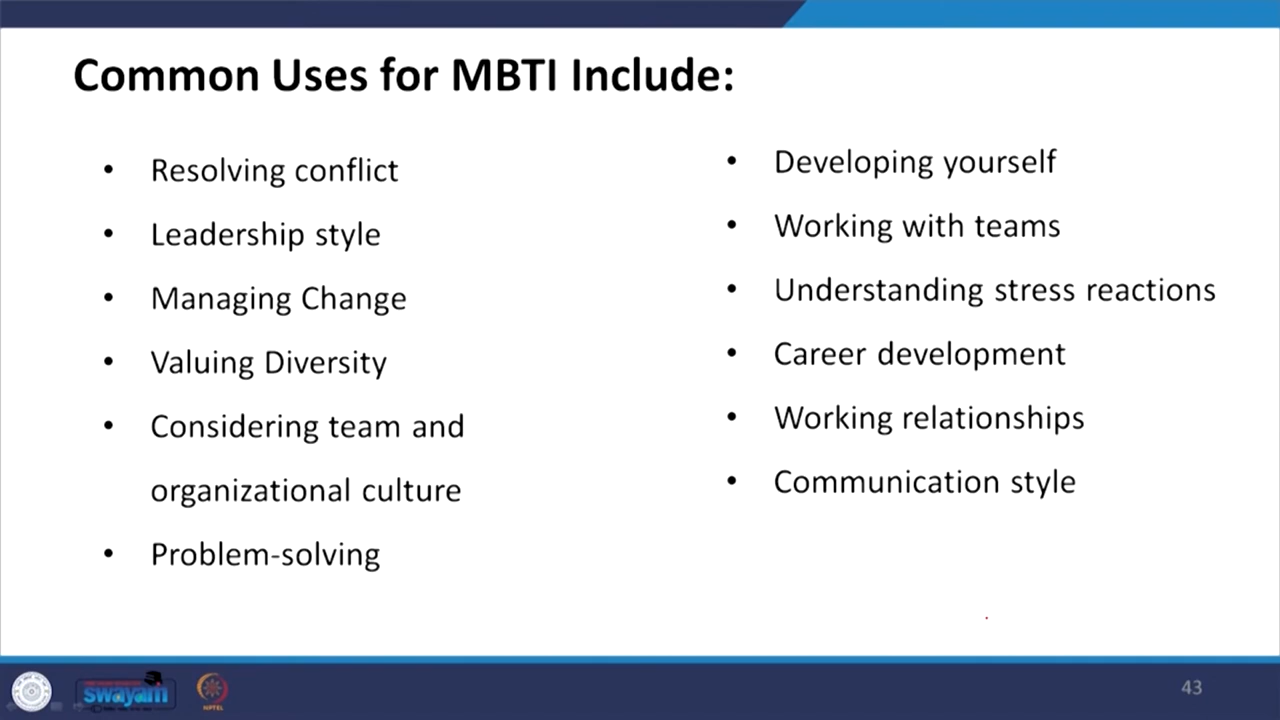 Common Uses for MBTI Include:
• Resolving conflict
• Leadership style
• Managing Change
• Valuing Diversity
• Considering team and
organizational culture
• Problem-solving
• Developing yourself
• Working with teams
• Understanding stress reactions
• Career development
• Working relationships
• Communication style
swayam
NPTEL
43